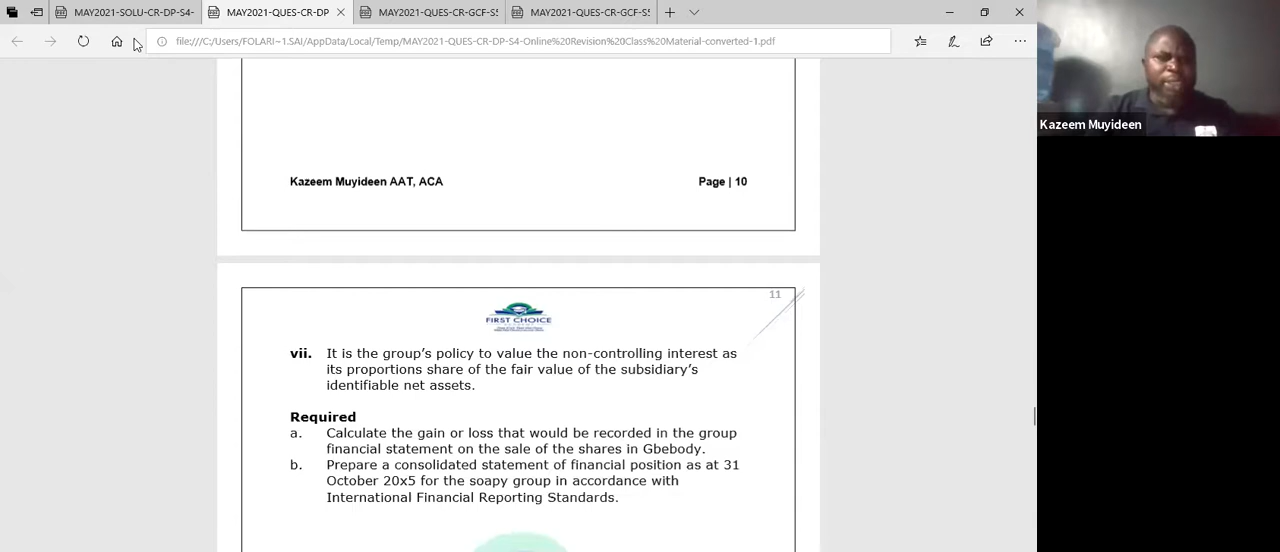 MAY2021-SOLU-CR-DP-S4-
MAY2021-QUES-CR-DP
MAY2021-QUES-CR-GCF-S
MAY2021-QUES-CR-GCF-S
file:///C:/Users/FOLARI~1.SAI/AppData/Local/Temp/MAY2021-QUES-CR-DP-S4-Online%20Revision%20Class%20Material-converted-1.pdf
Kazeem Muyideen
Kazeem Muyideen AAT, ACA Page | 10
11
FIRST CHOICE
vii. It is the group's policy to value the non-controlling interest as
its proportions share of the fair value of the subsidiary's
identifiable net assets.
Required
a. Calculate the gain or loss that would be recorded in the group
financial statement on the sale of the shares in Gbebody.
b. Prepare a consolidated statement of financial position as at 31
October 20x5 for the soapy group in accordance with
International Financial Reporting Standards.